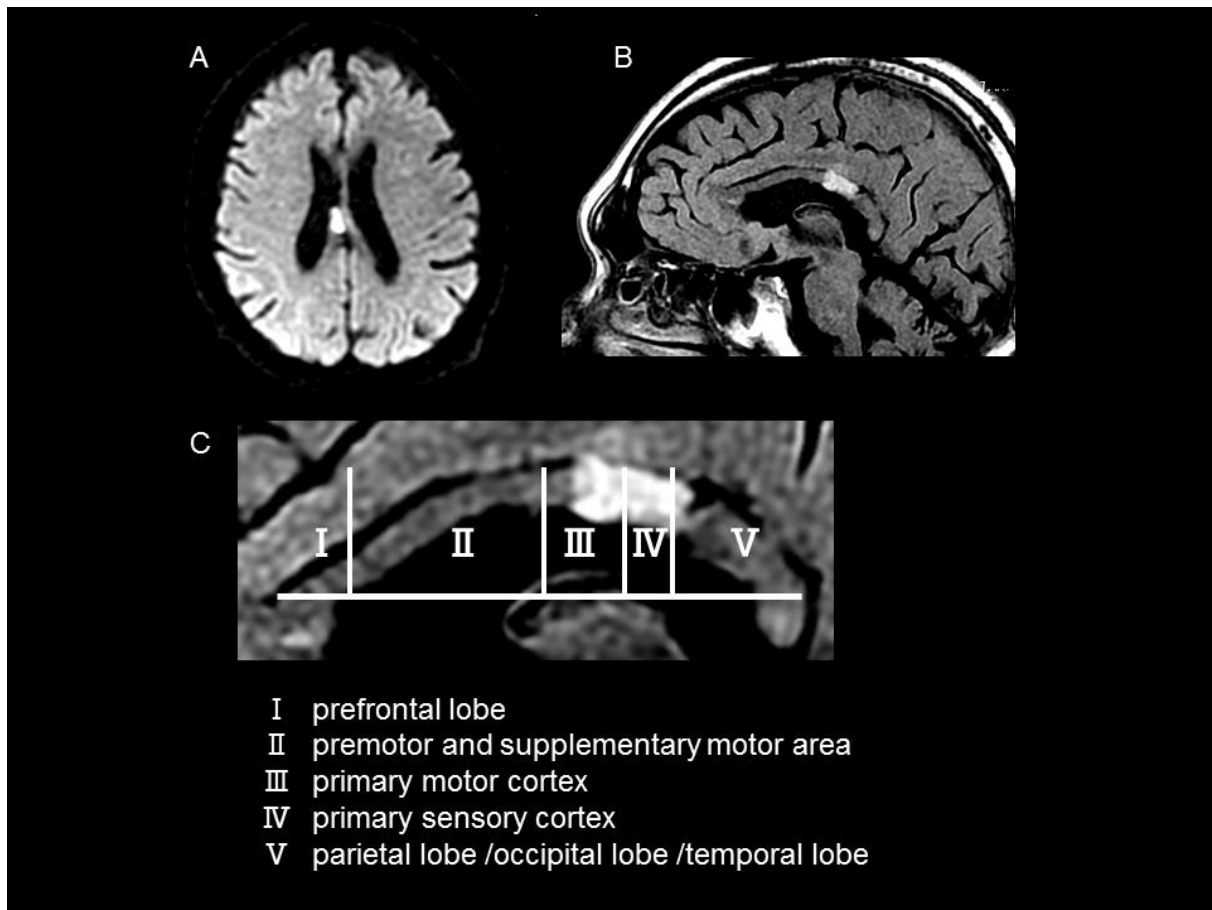 A
B
C
Ⅰ Ⅱ Ⅲ Ⅳ Ⅴ
Ⅰ prefrontal lobe
Ⅱ premotor and supplementary motor area
Ⅲ primary motor cortex
Ⅳ primary sensory cortex
Ⅴ parietal lobe /occipital lobe /temporal lobe